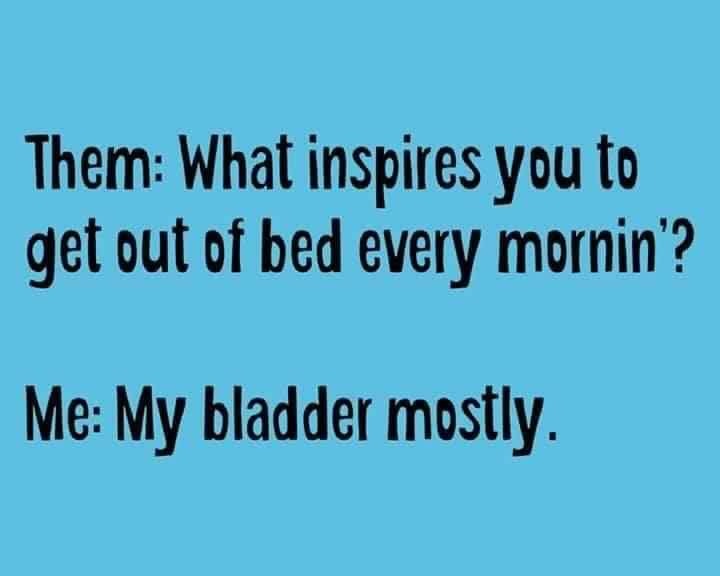 Them: What inspires you to
get out of bed every mornin'?
Me: My bladder mostly.